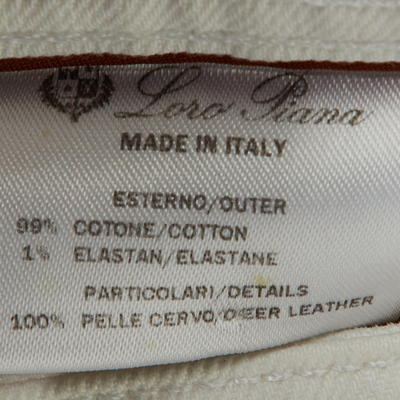 Loro Piana
MADE IN ITALY
ESTERNO/OUTER
99% COTONE/COTTON
1% ELASTAN/ELASTANE
PARTICOLARI/DETAILS
100% PELLE CERVO/DEER LEATHER